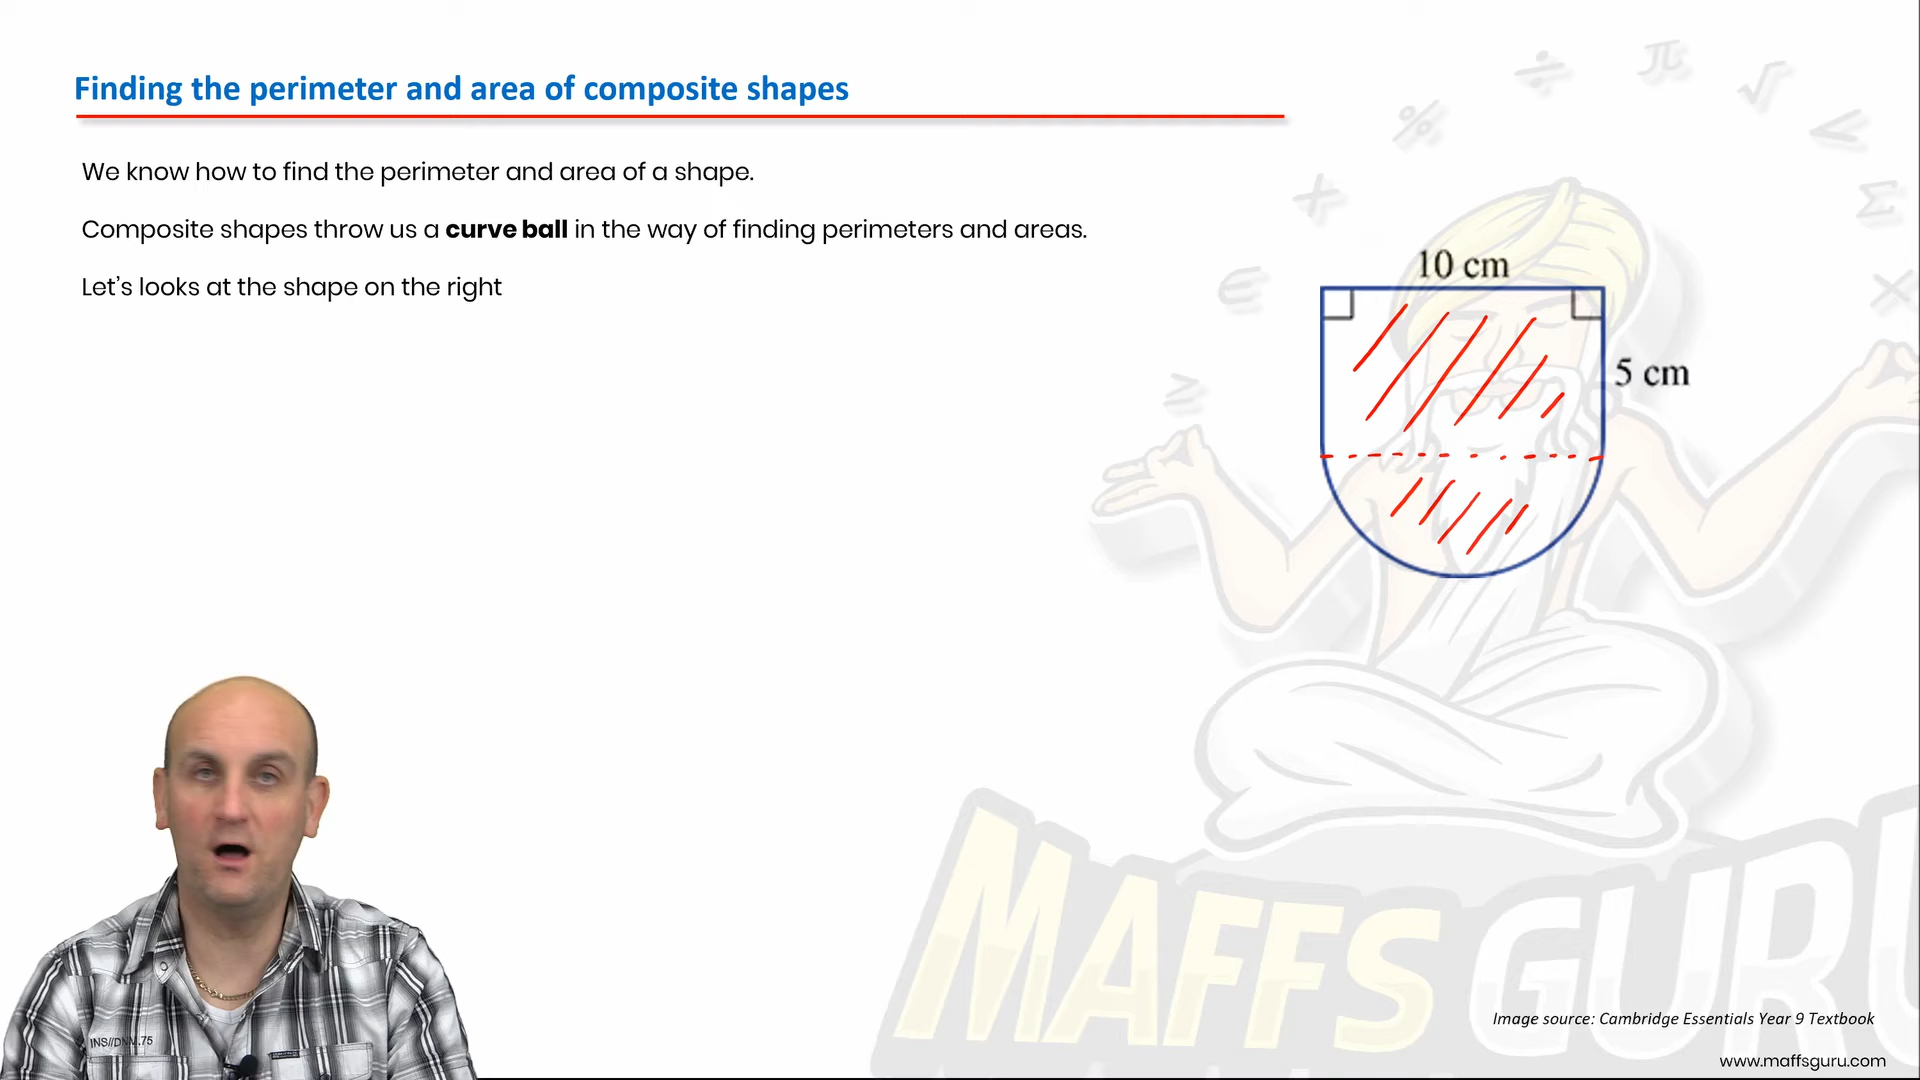 Finding the perimeter and area of composite shapes
We know how to find the perimeter and area of a shape.
Composite shapes throw us a curve ball in the way of finding perimeters and areas.
Let's looks at the shape on the right
10 cm
5 cm
÷ π √ < % + Σ € × ≥
MAFFS GURU
INS//DNM.75
Image source: Cambridge Essentials Year 9 Textbook
www.maffsguru.com